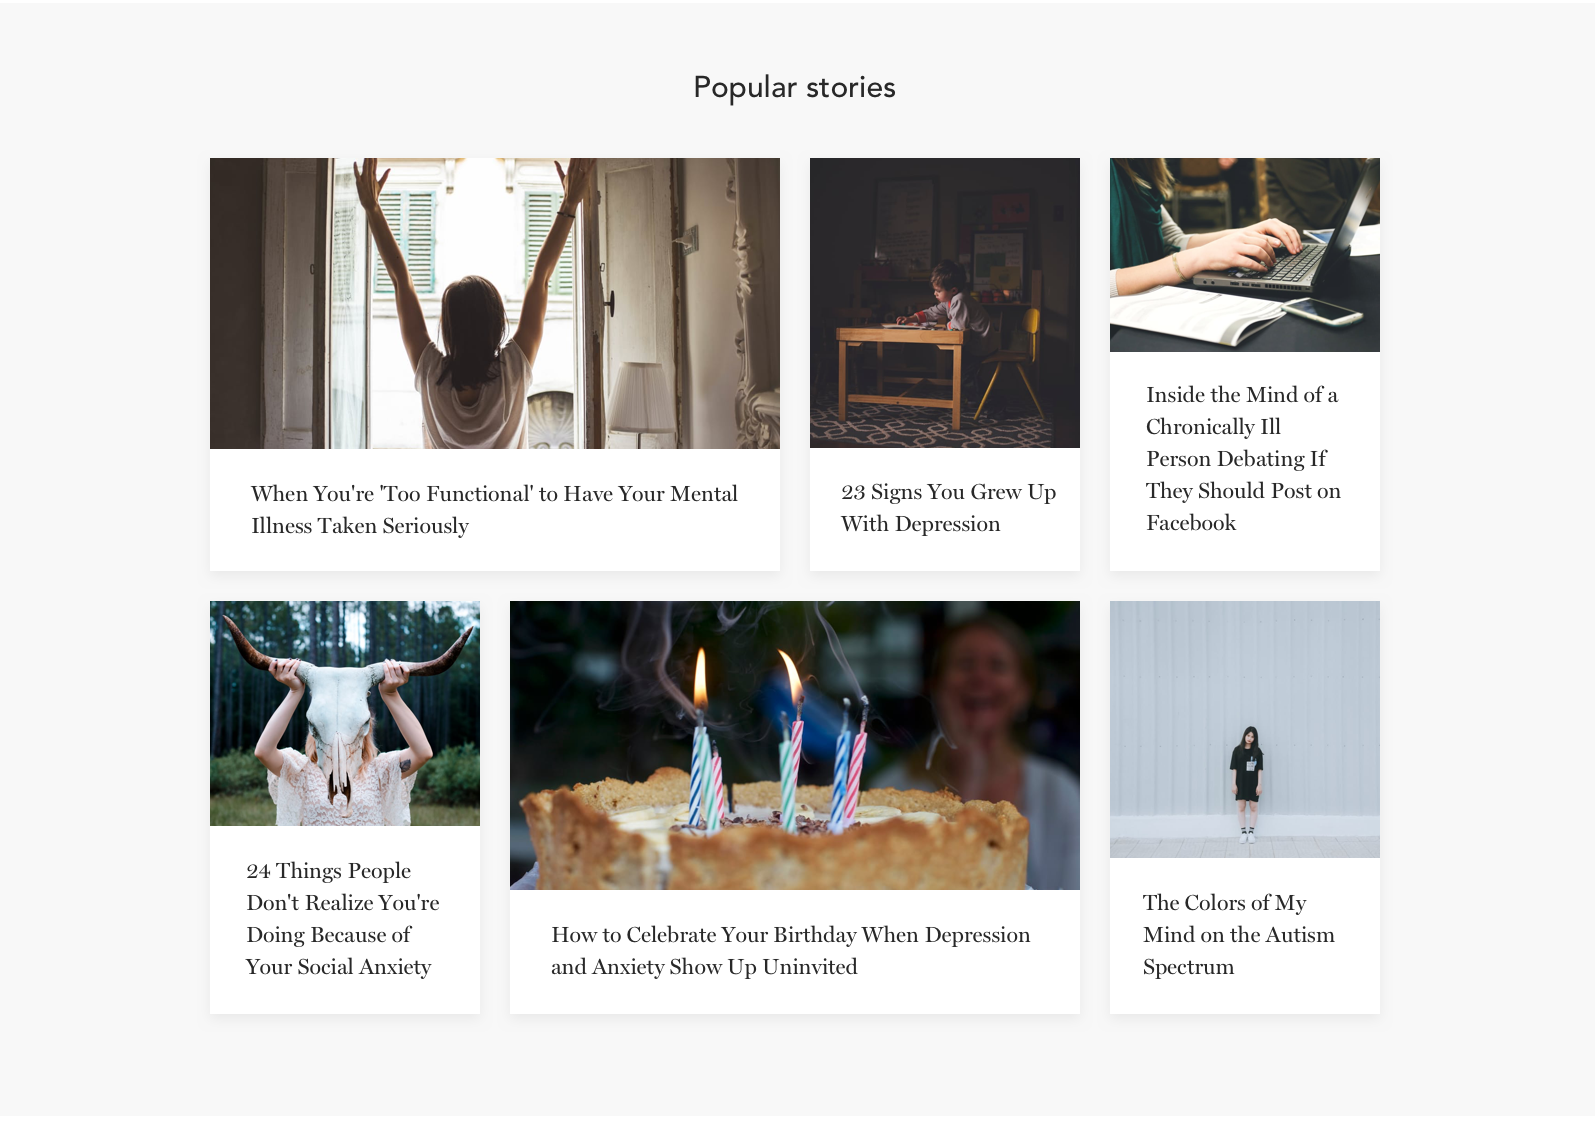 Popular stories
When You're 'Too Functional' to Have Your Mental
Illness Taken Seriously
23 Signs You Grew Up
With Depression
Inside the Mind of a
Chronically Ill
Person Debating If
They Should Post on
Facebook
24 Things People
Don't Realize You're
Doing Because of
Your Social Anxiety
How to Celebrate Your Birthday When Depression
and Anxiety Show Up Uninvited
The Colors of My
Mind on the Autism
Spectrum